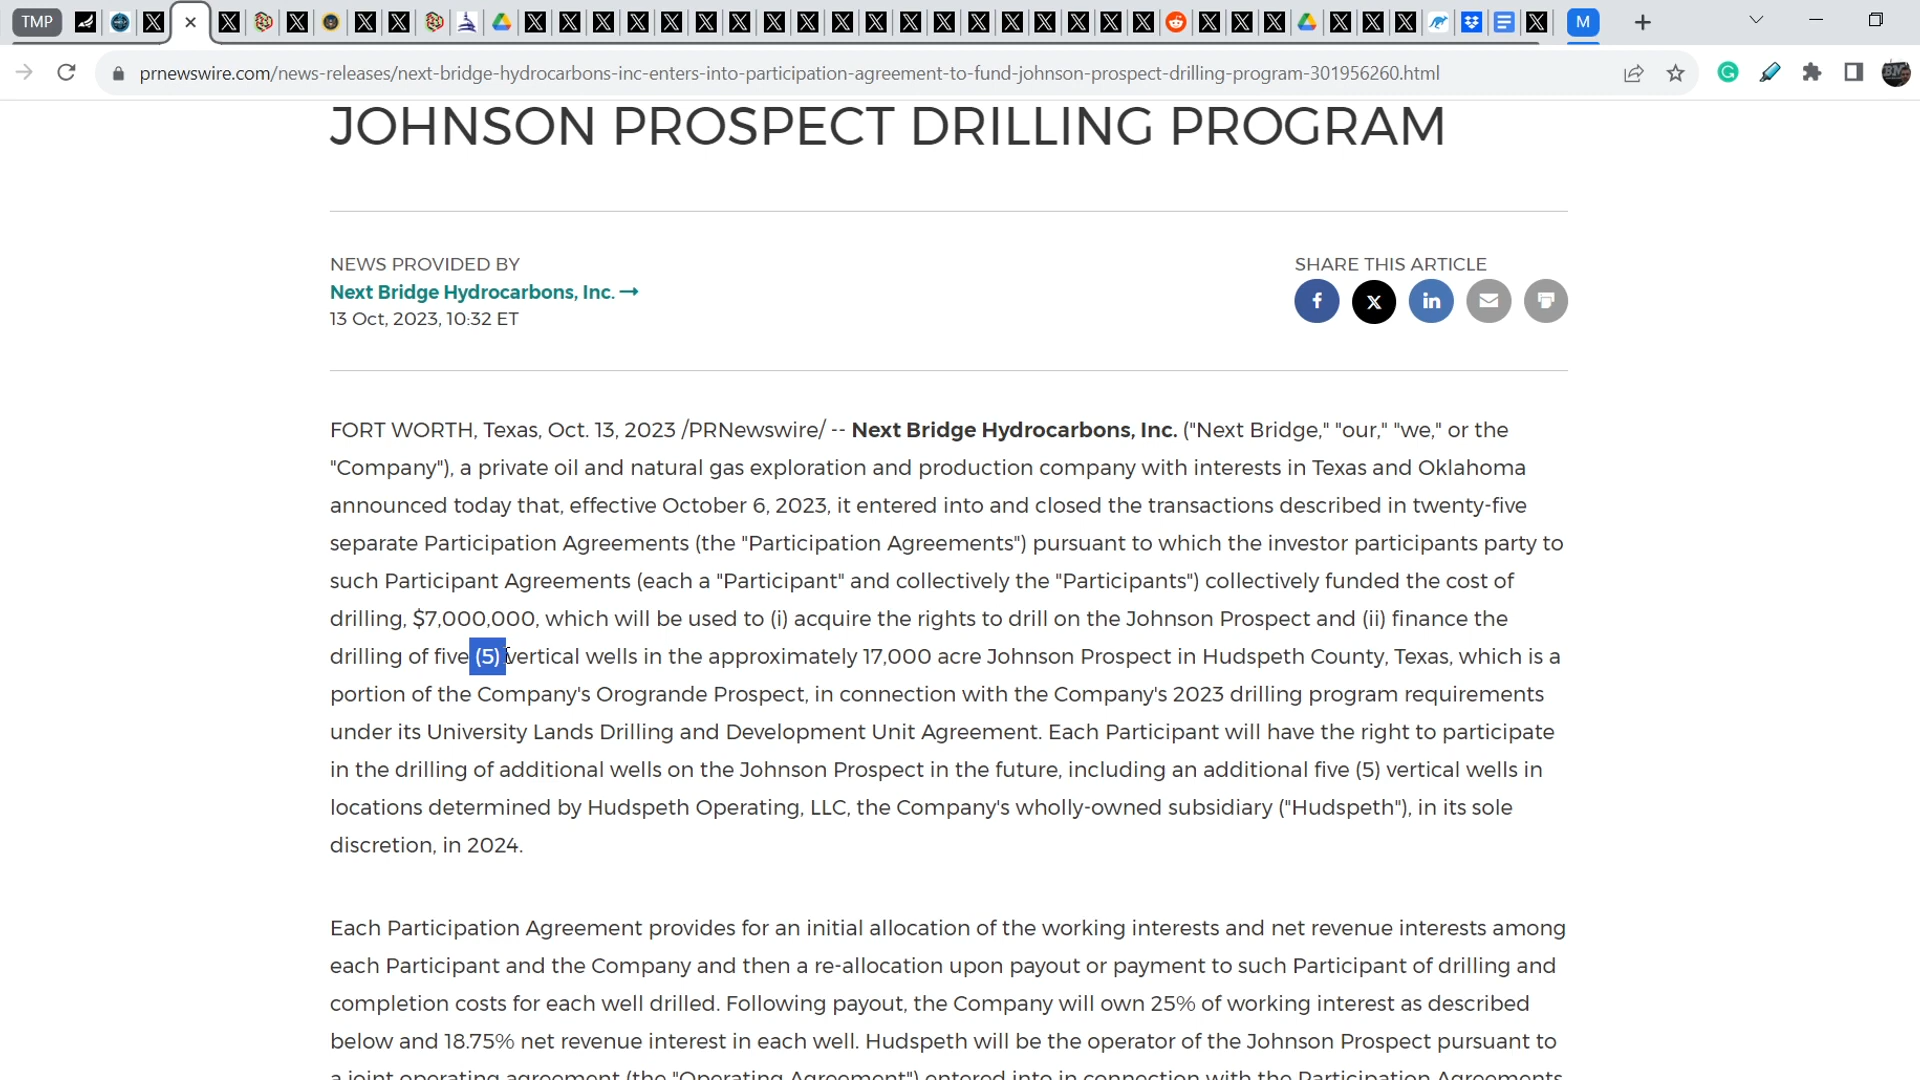 TMP
M
prnewswire.com/news-releases/next-bridge-hydrocarbons-inc-enters-into-participation-agreement-to-fund-johnson-prospect-drilling-program-301956260.html
JOHNSON PROSPECT DRILLING PROGRAM
NEWS PROVIDED BY
Next Bridge Hydrocarbons, Inc. →
13 Oct, 2023, 10:32 ET
SHARE THIS ARTICLE
FORT WORTH, Texas, Oct. 13, 2023 /PRNewswire/ -- Next Bridge Hydrocarbons, Inc. ("Next Bridge," "our," "we," or the
"Company"), a private oil and natural gas exploration and production company with interests in Texas and Oklahoma
announced today that, effective October 6, 2023, it entered into and closed the transactions described in twenty-five
separate Participation Agreements (the "Participation Agreements") pursuant to which the investor participants party to
such Participant Agreements (each a "Participant" and collectively the "Participants") collectively funded the cost of
drilling, $7,000,000, which will be used to (i) acquire the rights to drill on the Johnson Prospect and (ii) finance the
drilling of five (5) vertical wells in the approximately 17,000 acre Johnson Prospect in Hudspeth County, Texas, which is a
portion of the Company's Orogrande Prospect, in connection with the Company's 2023 drilling program requirements
under its University Lands Drilling and Development Unit Agreement. Each Participant will have the right to participate
in the drilling of additional wells on the Johnson Prospect in the future, including an additional five (5) vertical wells in
locations determined by Hudspeth Operating, LLC, the Company's wholly-owned subsidiary ("Hudspeth"), in its sole
discretion, in 2024.
Each Participation Agreement provides for an initial allocation of the working interests and net revenue interests among
each Participant and the Company and then a re-allocation upon payout or payment to such Participant of drilling and
completion costs for each well drilled. Following payout, the Company will own 25% of working interest as described
below and 18.75% net revenue interest in each well. Hudspeth will be the operator of the Johnson Prospect pursuant to
a joint operating agreement (the "Operating Agreement") entered into in connection with the Participation Agreements